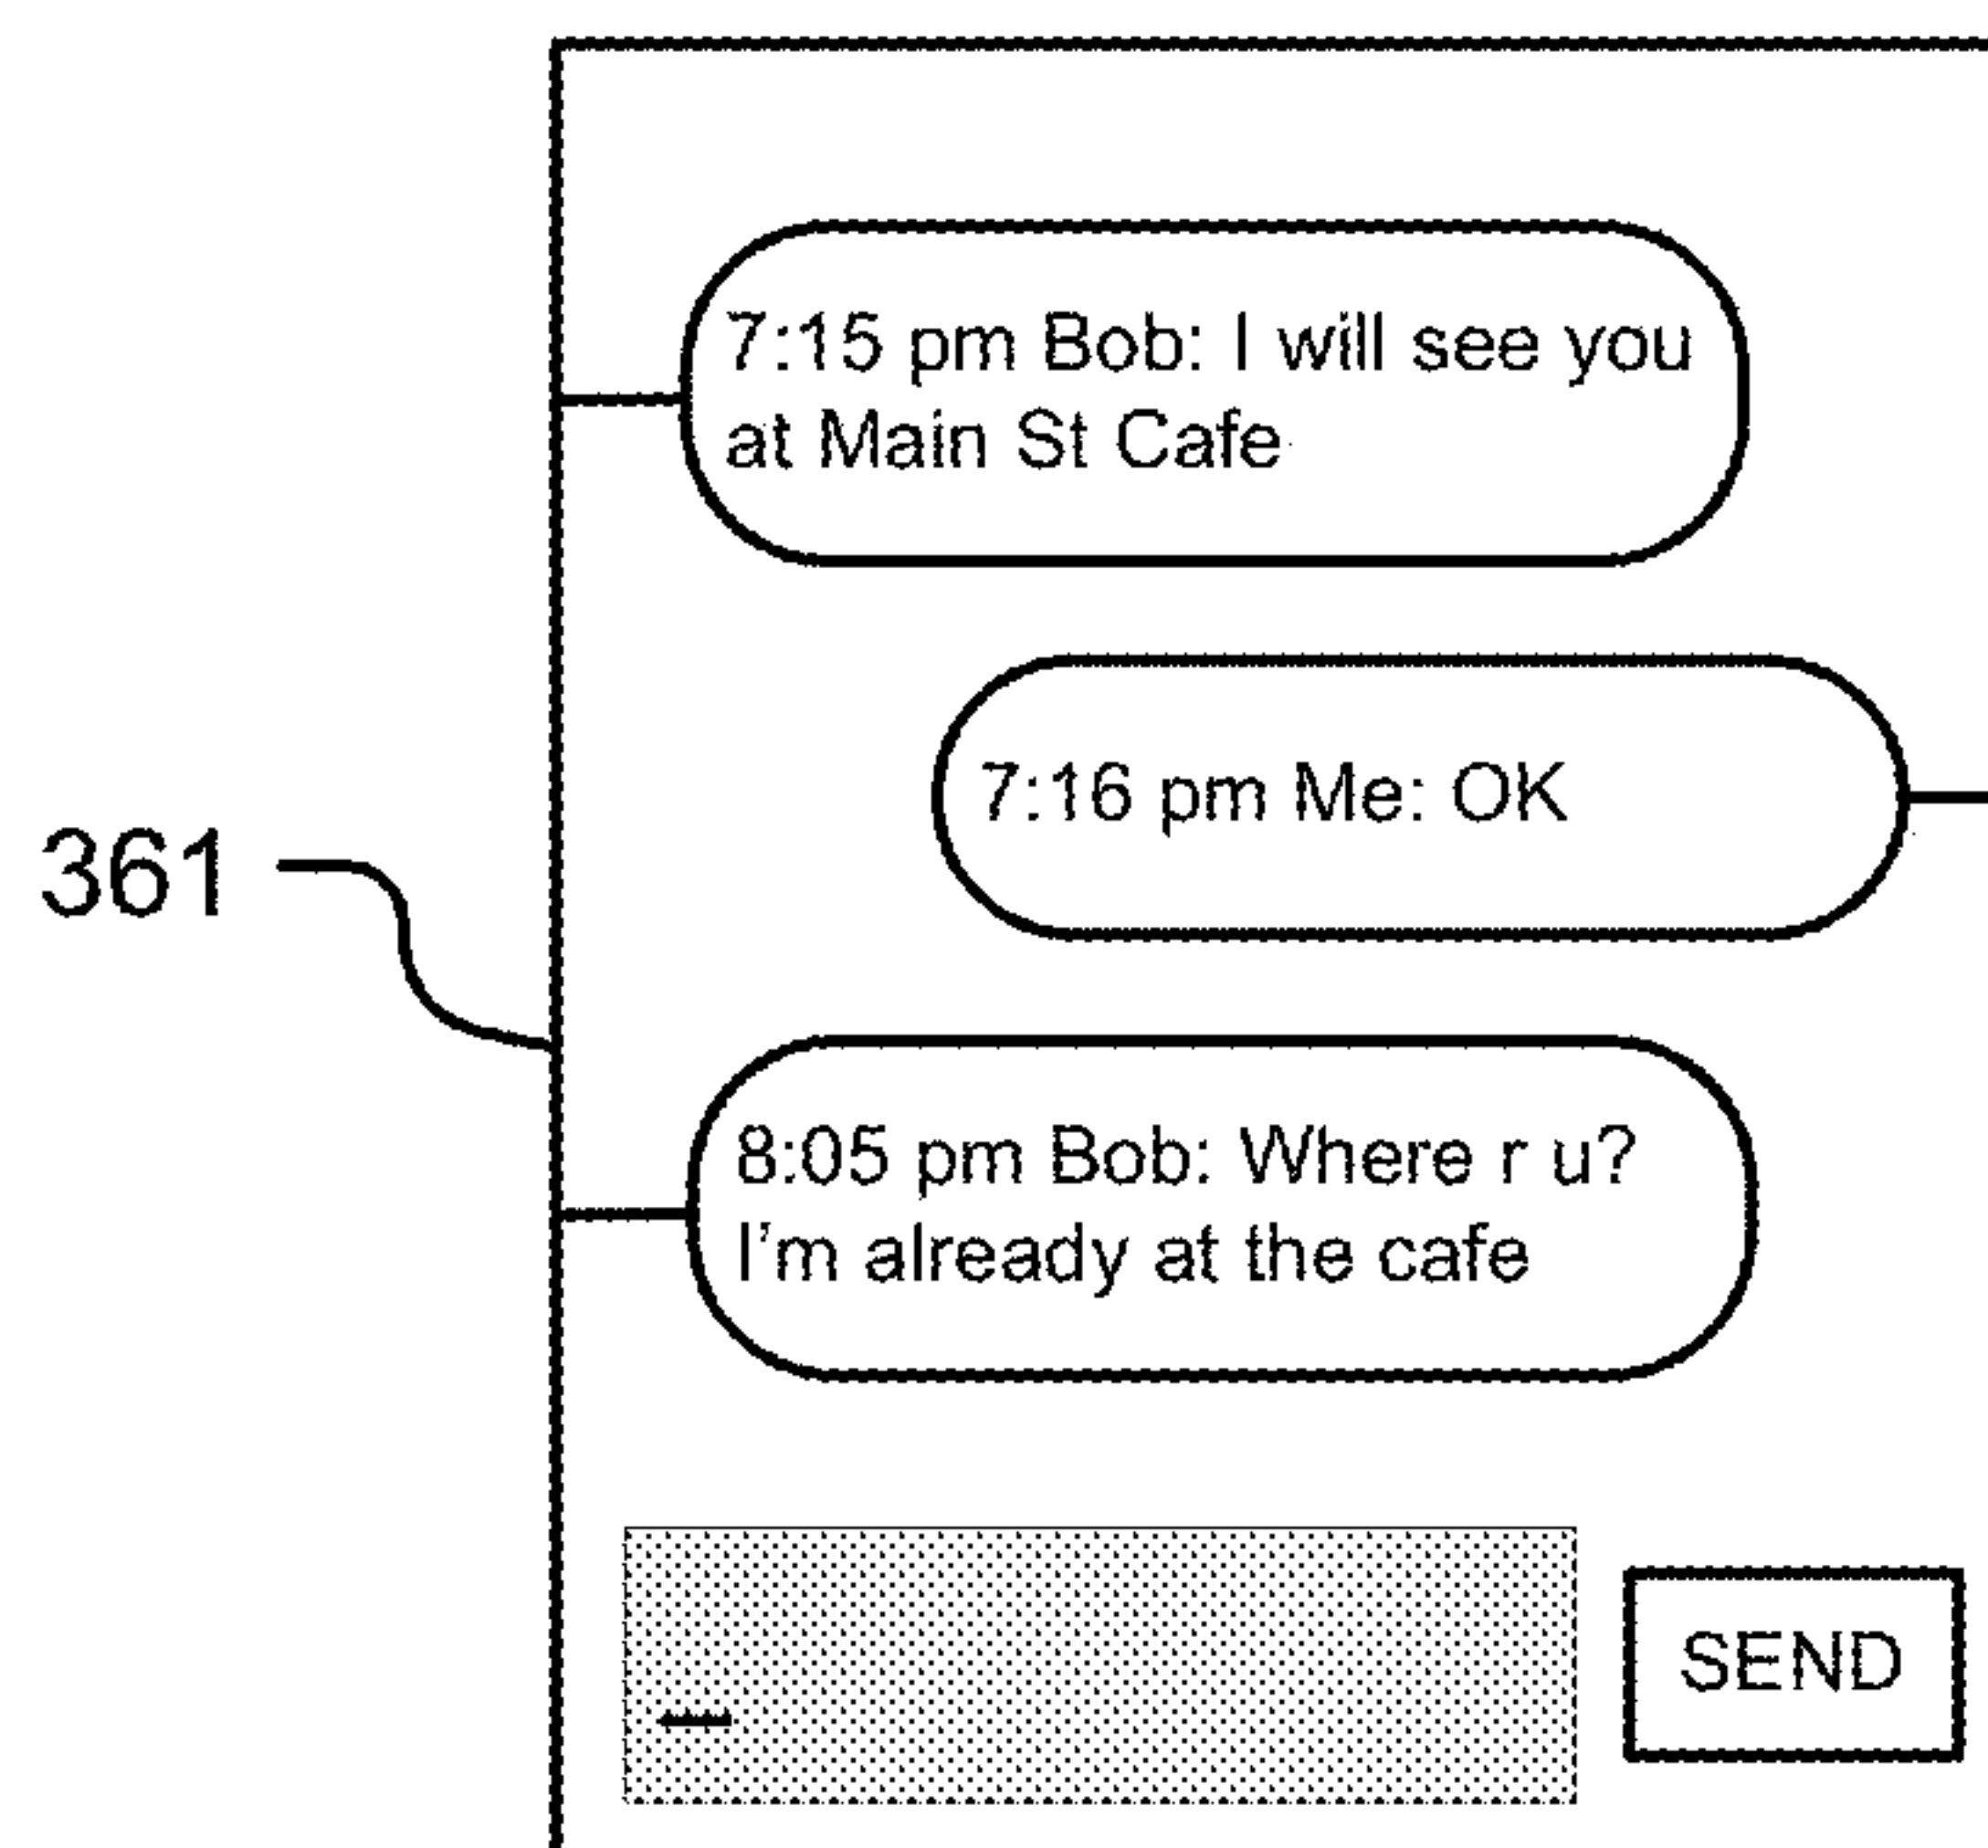 7:15 pm Bob: I will see you
at Main St Cafe
7:16 pm Me: OK
361
8:05 pm Bob: Where r u?
I'm already at the cafe
SEND